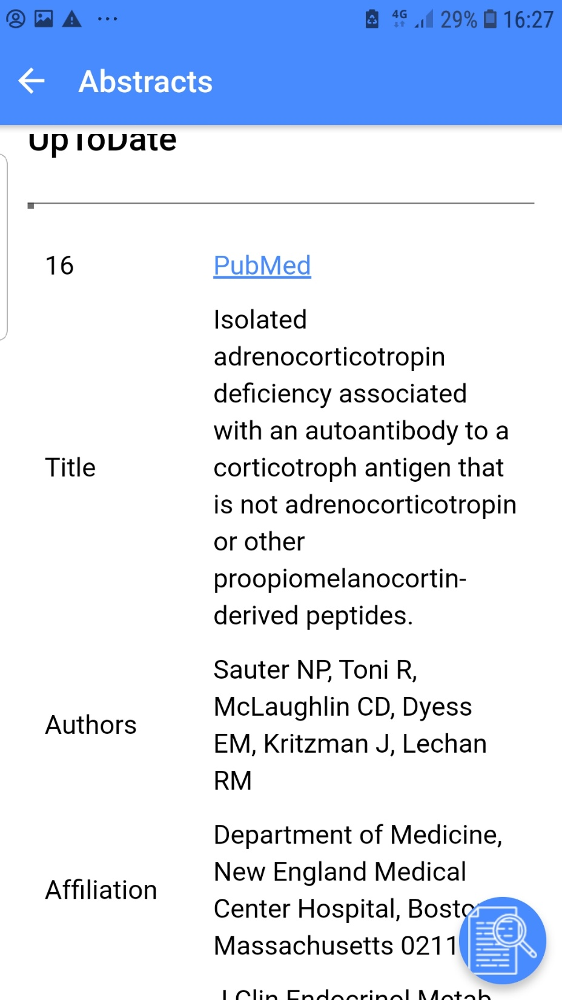 4G 29% 16:27
Abstracts
UpToDate
16 PubMed
Isolated
adrenocorticotropin
deficiency associated
with an autoantibody to a
Title corticotroph antigen that
is not adrenocorticotropin
or other
proopiomelanocortin-
derived peptides.
Sauter NP, Toni R,
McLaughlin CD, Dyess
Authors
EM, Kritzman J, Lechan
RM
Department of Medicine,
New England Medical
Affiliation
Center Hospital, Bosto
Massachusetts 0211
J Clin Endocrinol Metab